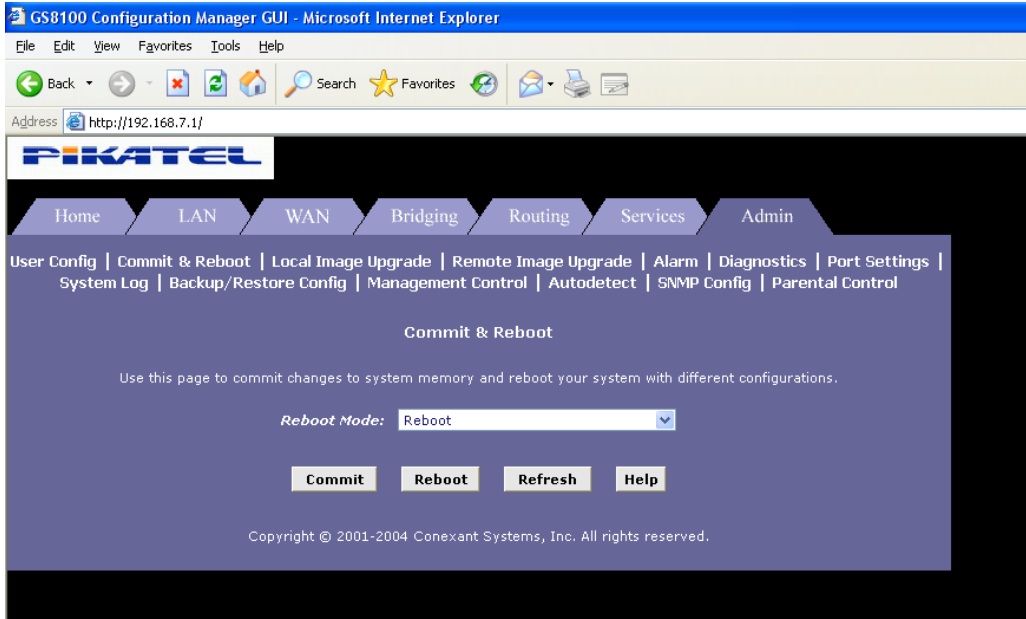 GS8100 Configuration Manager GUI - Microsoft Internet Explorer
File Edit View Favorites Tools Help
Back Search Favorites
Address http://192.168.7.1/
PIKATEL
Home LAN WAN Bridging Routing Services Admin
User Config | Commit & Reboot | Local Image Upgrade | Remote Image Upgrade | Alarm | Diagnostics | Port Settings |
System Log | Backup/Restore Config | Management Control | Autodetect | SNMP Config | Parental Control
Commit & Reboot
Use this page to commit changes to system memory and reboot your system with different configurations.
Reboot Mode: Reboot
Commit Reboot Refresh Help
Copyright © 2001-2004 Conexant Systems, Inc. All rights reserved.